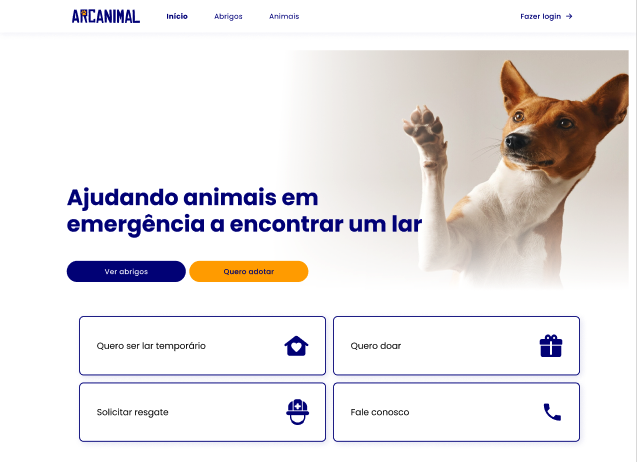 ARCANIMAL Início Abrigos Animais Fazer login →
Ajudando animais em
emergência a encontrar um lar
Ver abrigos Quero adotar
Quero ser lar temporário Quero doar
Solicitar resgate Fale conosco